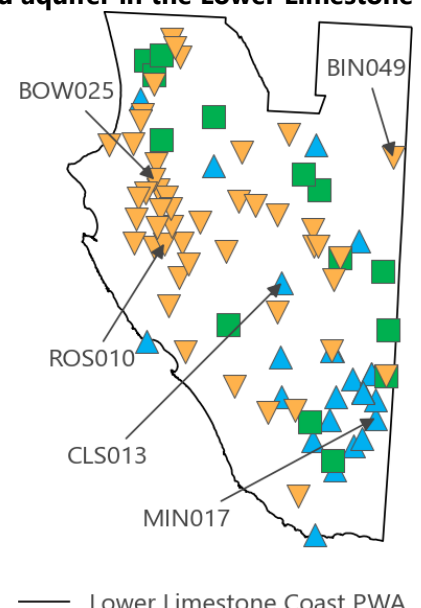 d aquifer in the Lower Limestone
BIN049
BOW025
ROS010
CLS013
MIN017
Lower Limestone Coast PWA